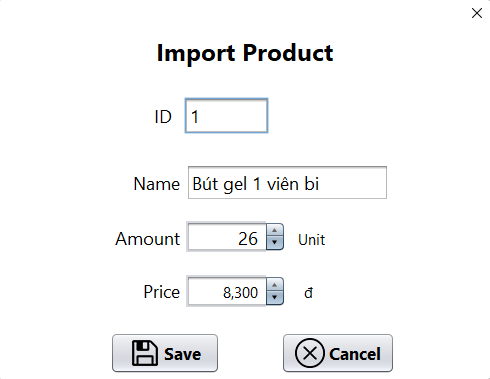 Import Product
ID 1
Name Bút gel 1 viên bi
Amount 26 Unit
Price 8,300 đ
Save Cancel